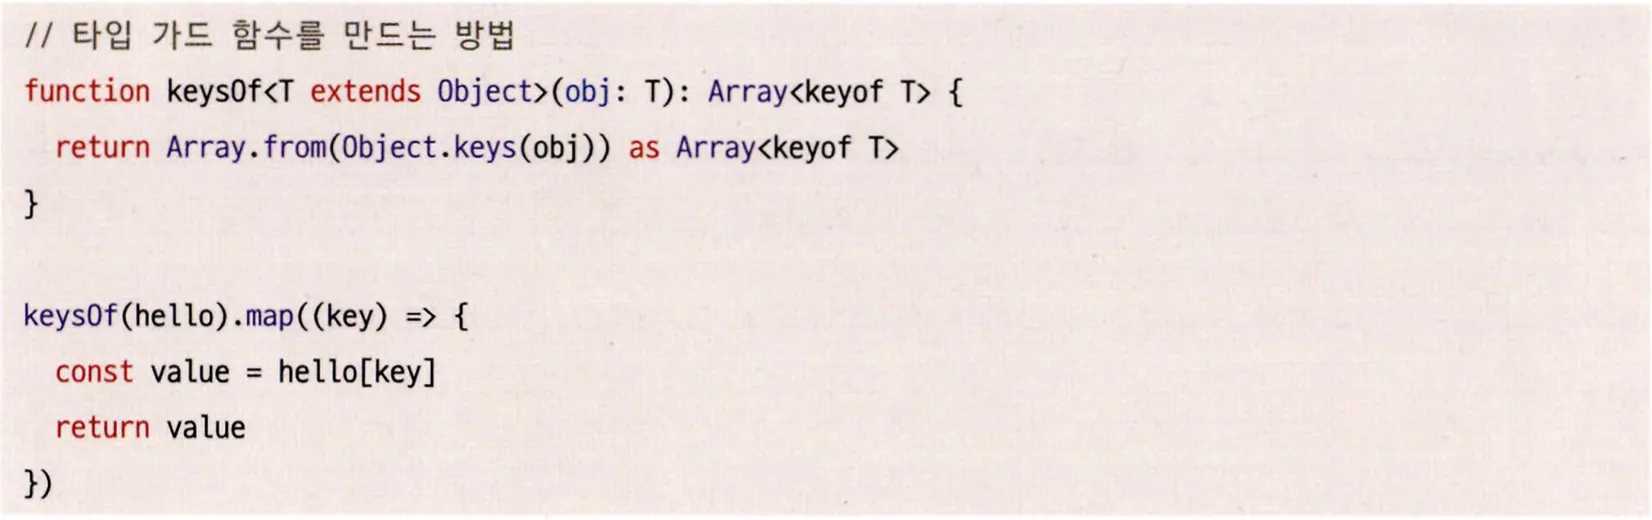 // 타입 가드 함수를 만드는 방법
function keysOf<T extends Object>(obj: T): Array<keyof T> {
  return Array.from(Object.keys(obj)) as Array<keyof T>
}

keysOf(hello).map((key) => {
  const value = hello[key]
  return value
})